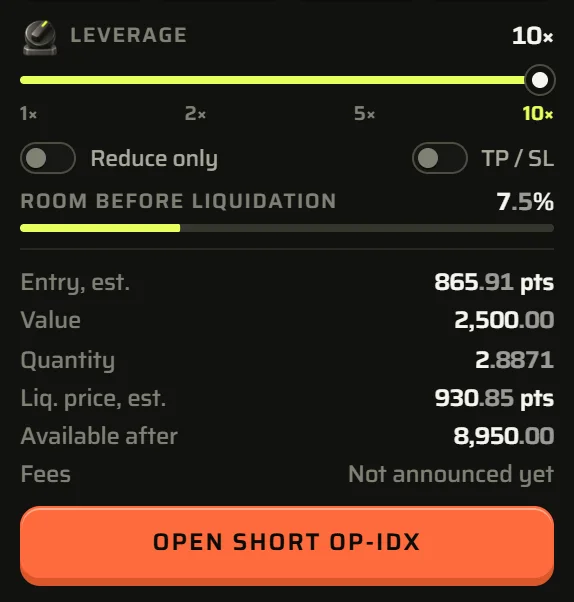 LEVERAGE 10×
1× 2× 5× 10×
Reduce only TP / SL
ROOM BEFORE LIQUIDATION 7.5%
Entry, est. 865.91 pts
Value 2,500.00
Quantity 2.8871
Liq. price, est. 930.85 pts
Available after 8,950.00
Fees Not announced yet
OPEN SHORT OP-IDX